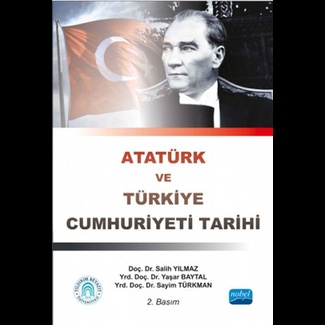 ATATÜRK
VE
TÜRKİYE
CUMHURİYETİ TARİHİ
Doç. Dr. Salih YILMAZ
Yrd. Doç. Dr. Yaşar BAYTAL
Yrd. Doç. Dr. Sayim TÜRKMAN
2. Basım
nobel